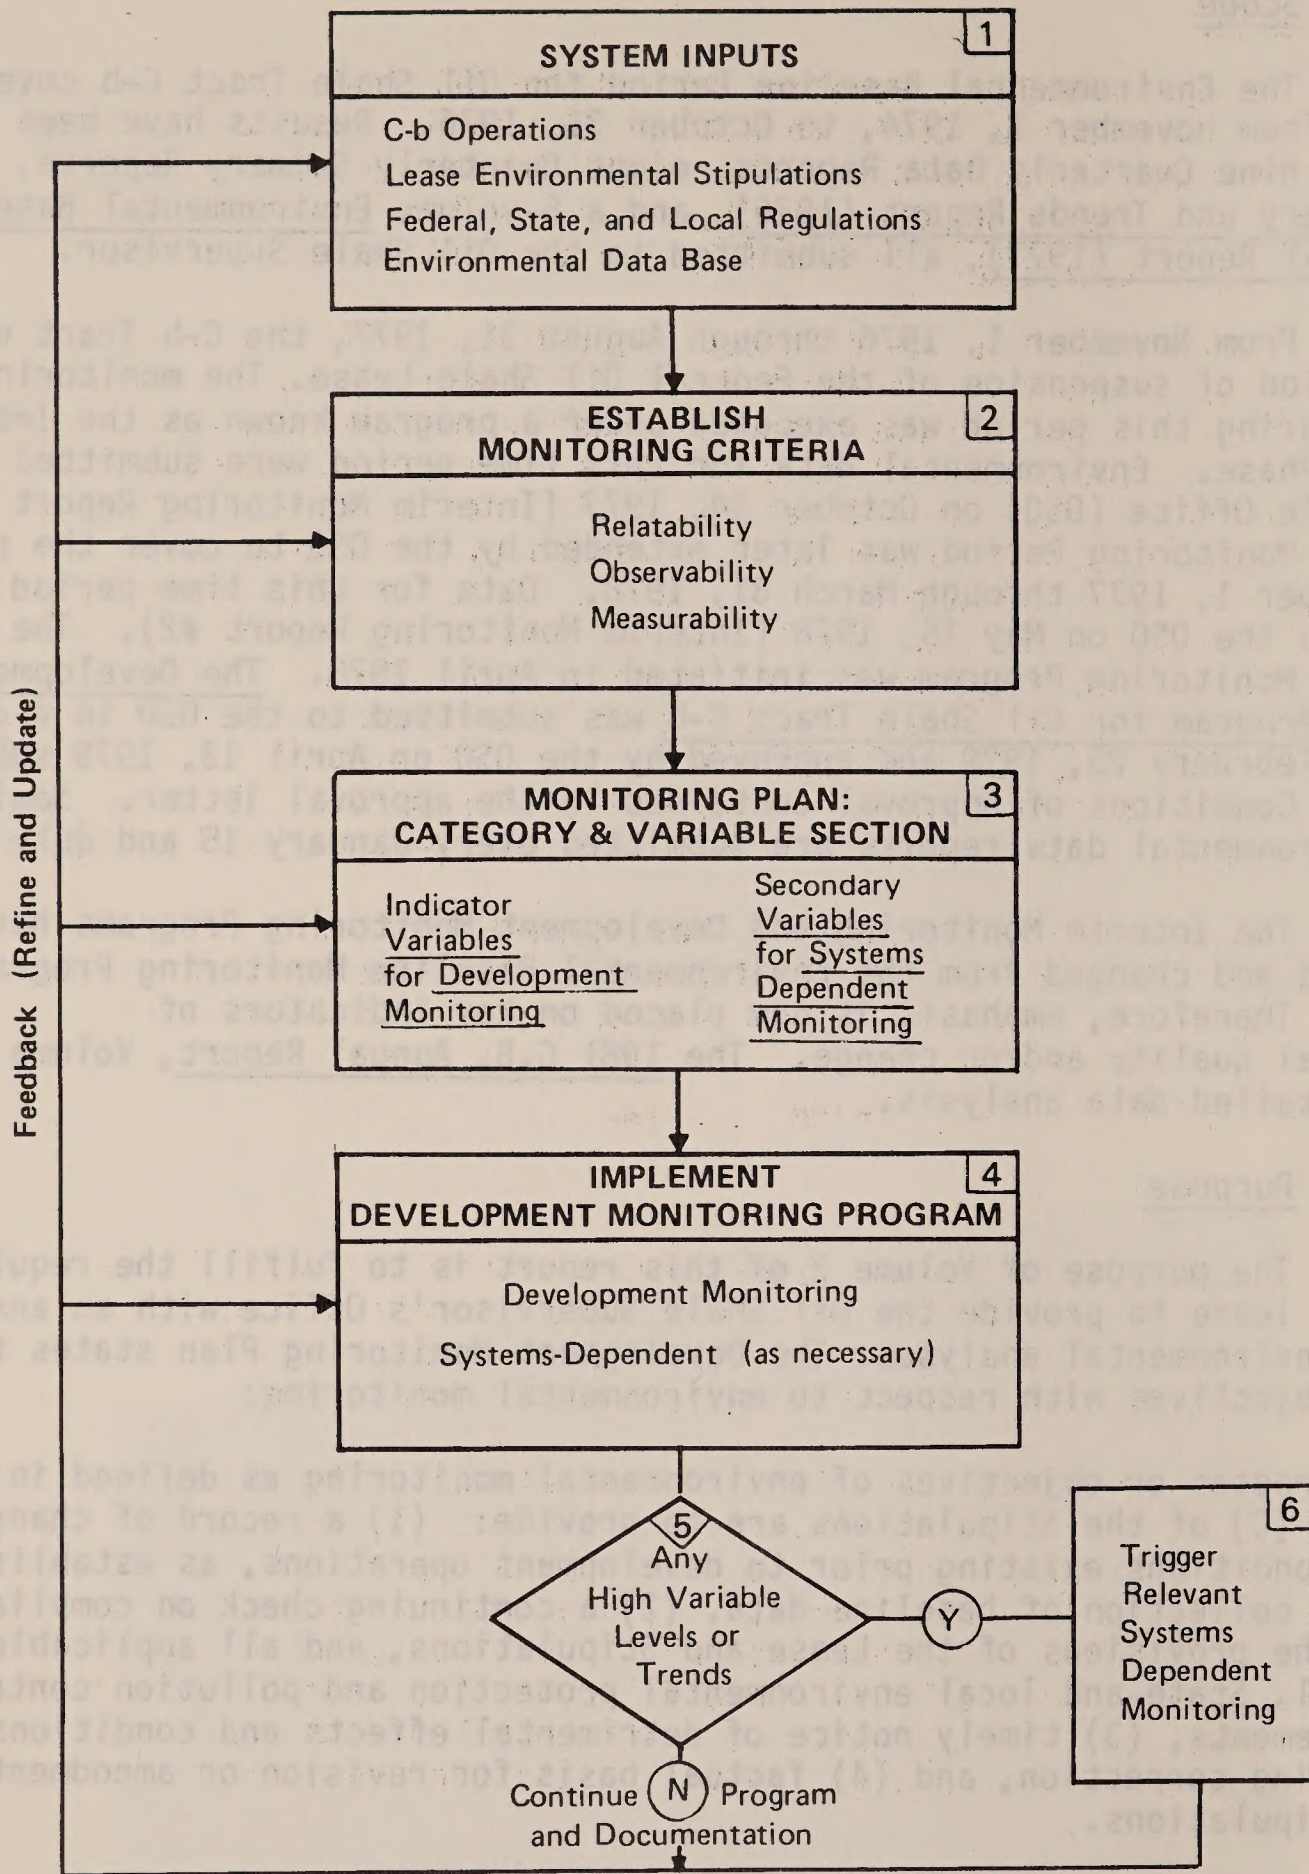 1
SYSTEM INPUTS
C-b Operations
Lease Environmental Stipulations
Federal, State, and Local Regulations
Environmental Data Base
2
ESTABLISH
MONITORING CRITERIA
Relatability
Observability
Measurability
3
MONITORING PLAN:
CATEGORY & VARIABLE SECTION
Indicator
Variables
for Development
Monitoring
Secondary
Variables
for Systems
Dependent
Monitoring
4
IMPLEMENT
DEVELOPMENT MONITORING PROGRAM
Development Monitoring
Systems-Dependent (as necessary)
5
Any
High Variable
Levels or
Trends
Y
6
Trigger
Relevant
Systems
Dependent
Monitoring
Continue N Program
and Documentation
Feedback (Refine and Update)